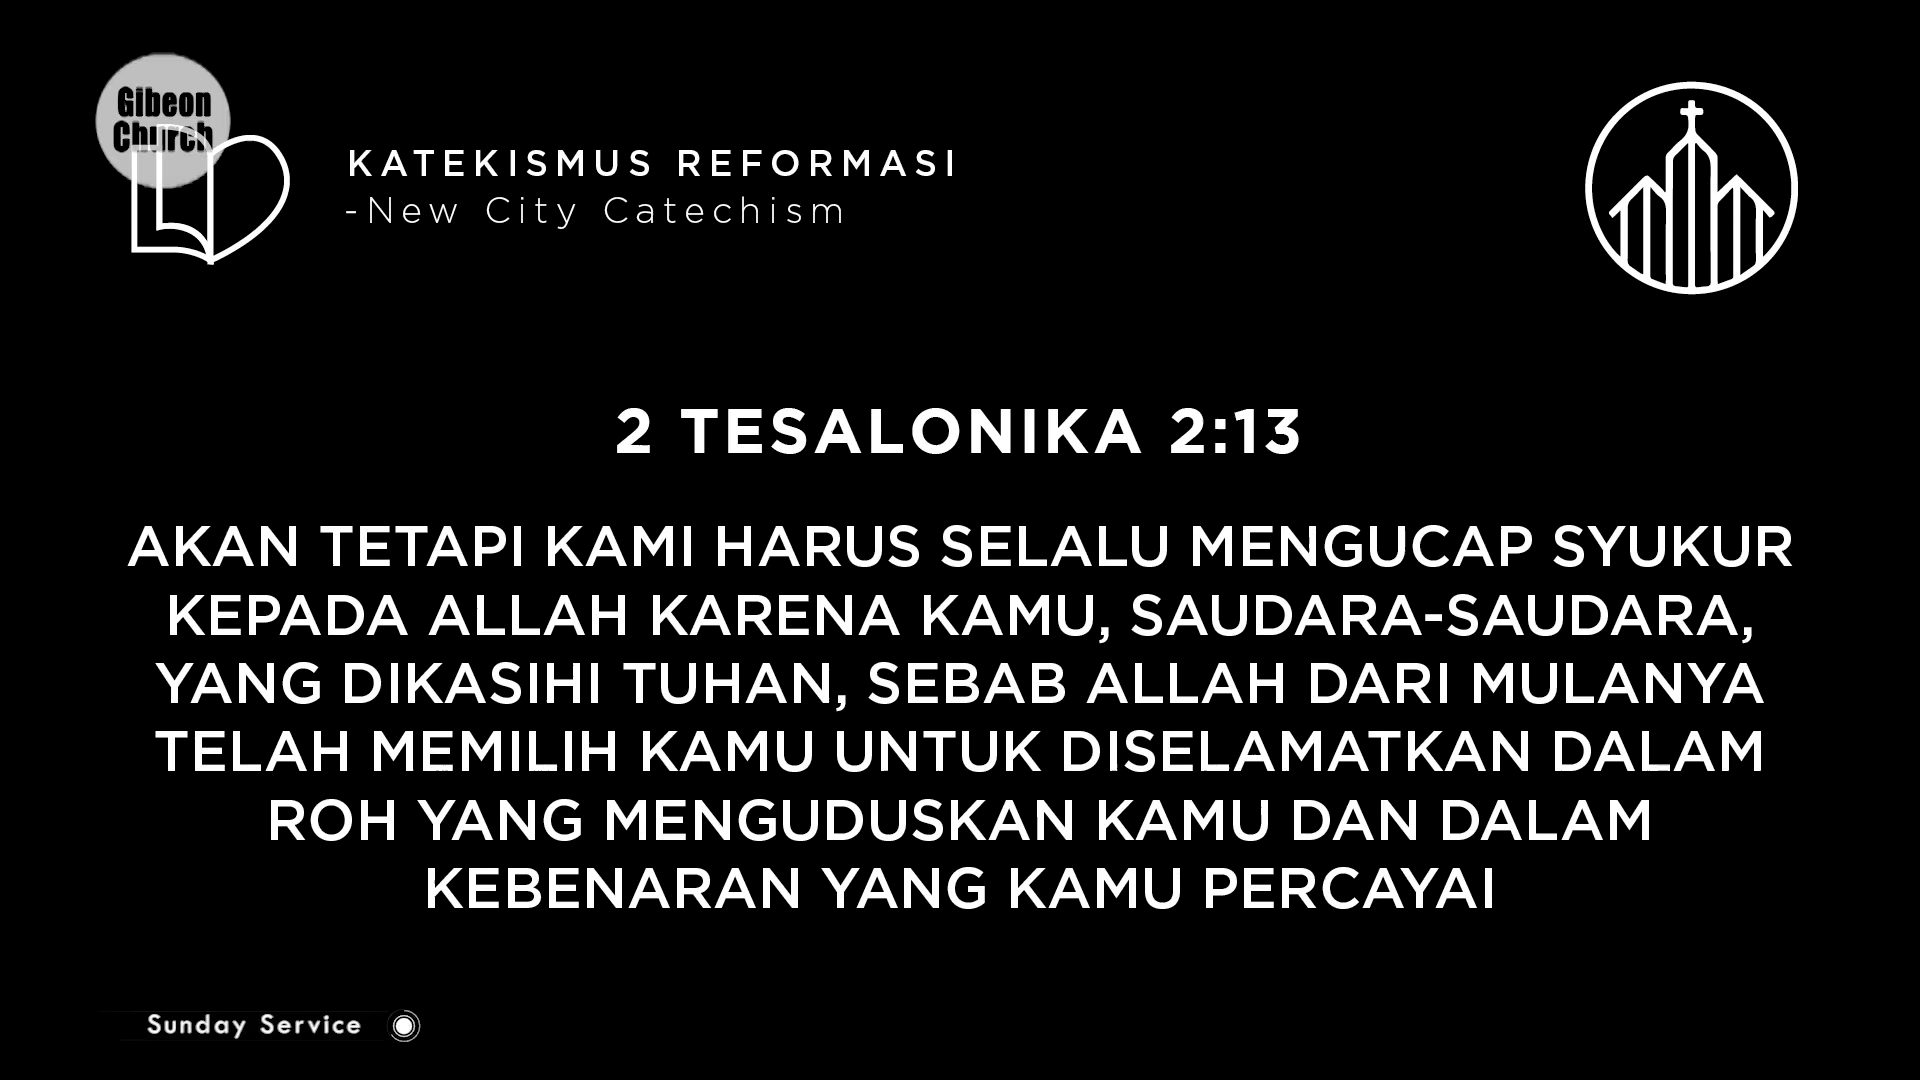 Gibeon
Church
KATEKISMUS REFORMASI
-New City Catechism
2 TESALONIKA 2:13
AKAN TETAPI KAMI HARUS SELALU MENGUCAP SYUKUR
KEPADA ALLAH KARENA KAMU, SAUDARA-SAUDARA,
YANG DIKASIHI TUHAN, SEBAB ALLAH DARI MULANYA
TELAH MEMILIH KAMU UNTUK DISELAMATKAN DALAM
ROH YANG MENGUDUSKAN KAMU DAN DALAM
KEBENARAN YANG KAMU PERCAYAI
Sunday Service